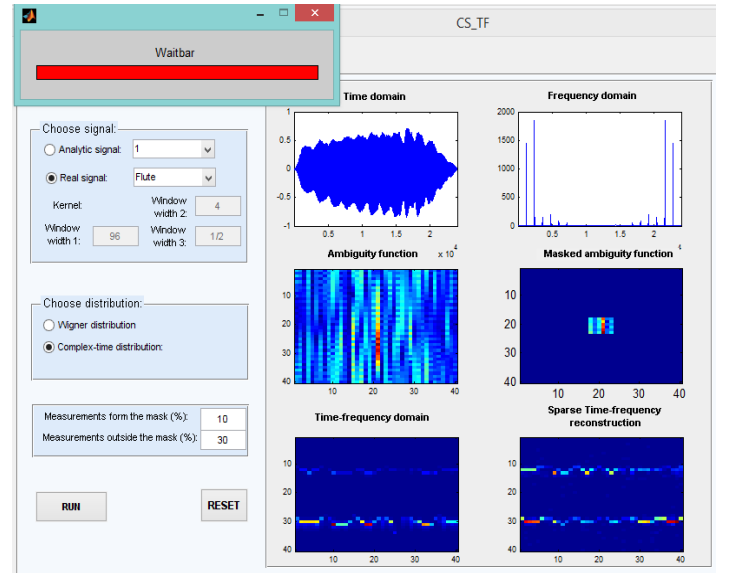 CS_TF
Waitbar
Choose signal:
Analytic signal: 1
Real signal: Flute
Kernel: Window width 2: 4
Window width 1: 96 Window width 3: 1/2
Choose distribution:
Wigner distribution
Complex-time distribution:
Measurements form the mask (%): 10
Measurements outside the mask (%): 30
RUN RESET
Time domain
1
0.5
0
-0.5
-1
0.5 1 1.5 2
x 10⁴
Frequency domain
2000
1500
1000
500
0
0.5 1 1.5 2
Ambiguity function
10
20
30
40
10 20 30 40
Masked ambiguity function
10
20
30
40
10 20 30 40
Time-frequency domain
10
20
30
40
10 20 30 40
Sparse Time-frequency
reconstruction
10
20
30
40
10 20 30 40